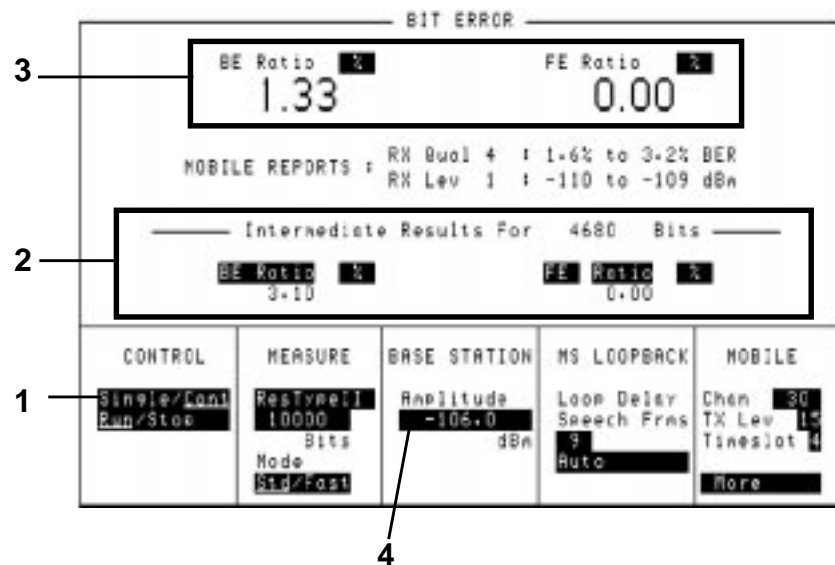 BIT ERROR
BE Ratio % FE Ratio %
3
1.33 0.00
MOBILE REPORTS : RX Qual 4 : 1.6% to 3.2% BER
RX Lev 1 : -110 to -109 dBm
Intermediate Results For 4680 Bits
2
BE Ratio % FE Ratio %
3.10 0.00
CONTROL MEASURE BASE STATION MS LOOPBACK MOBILE
1
Single/Cont ResTypeII Amplitude Loop Delay Chan 30
Run/Stop 10000 -106.0 Speech Frms TX Lev 15
Bits dBm 9 Timeslot 4
Mode Auto
Std/Fast More
4